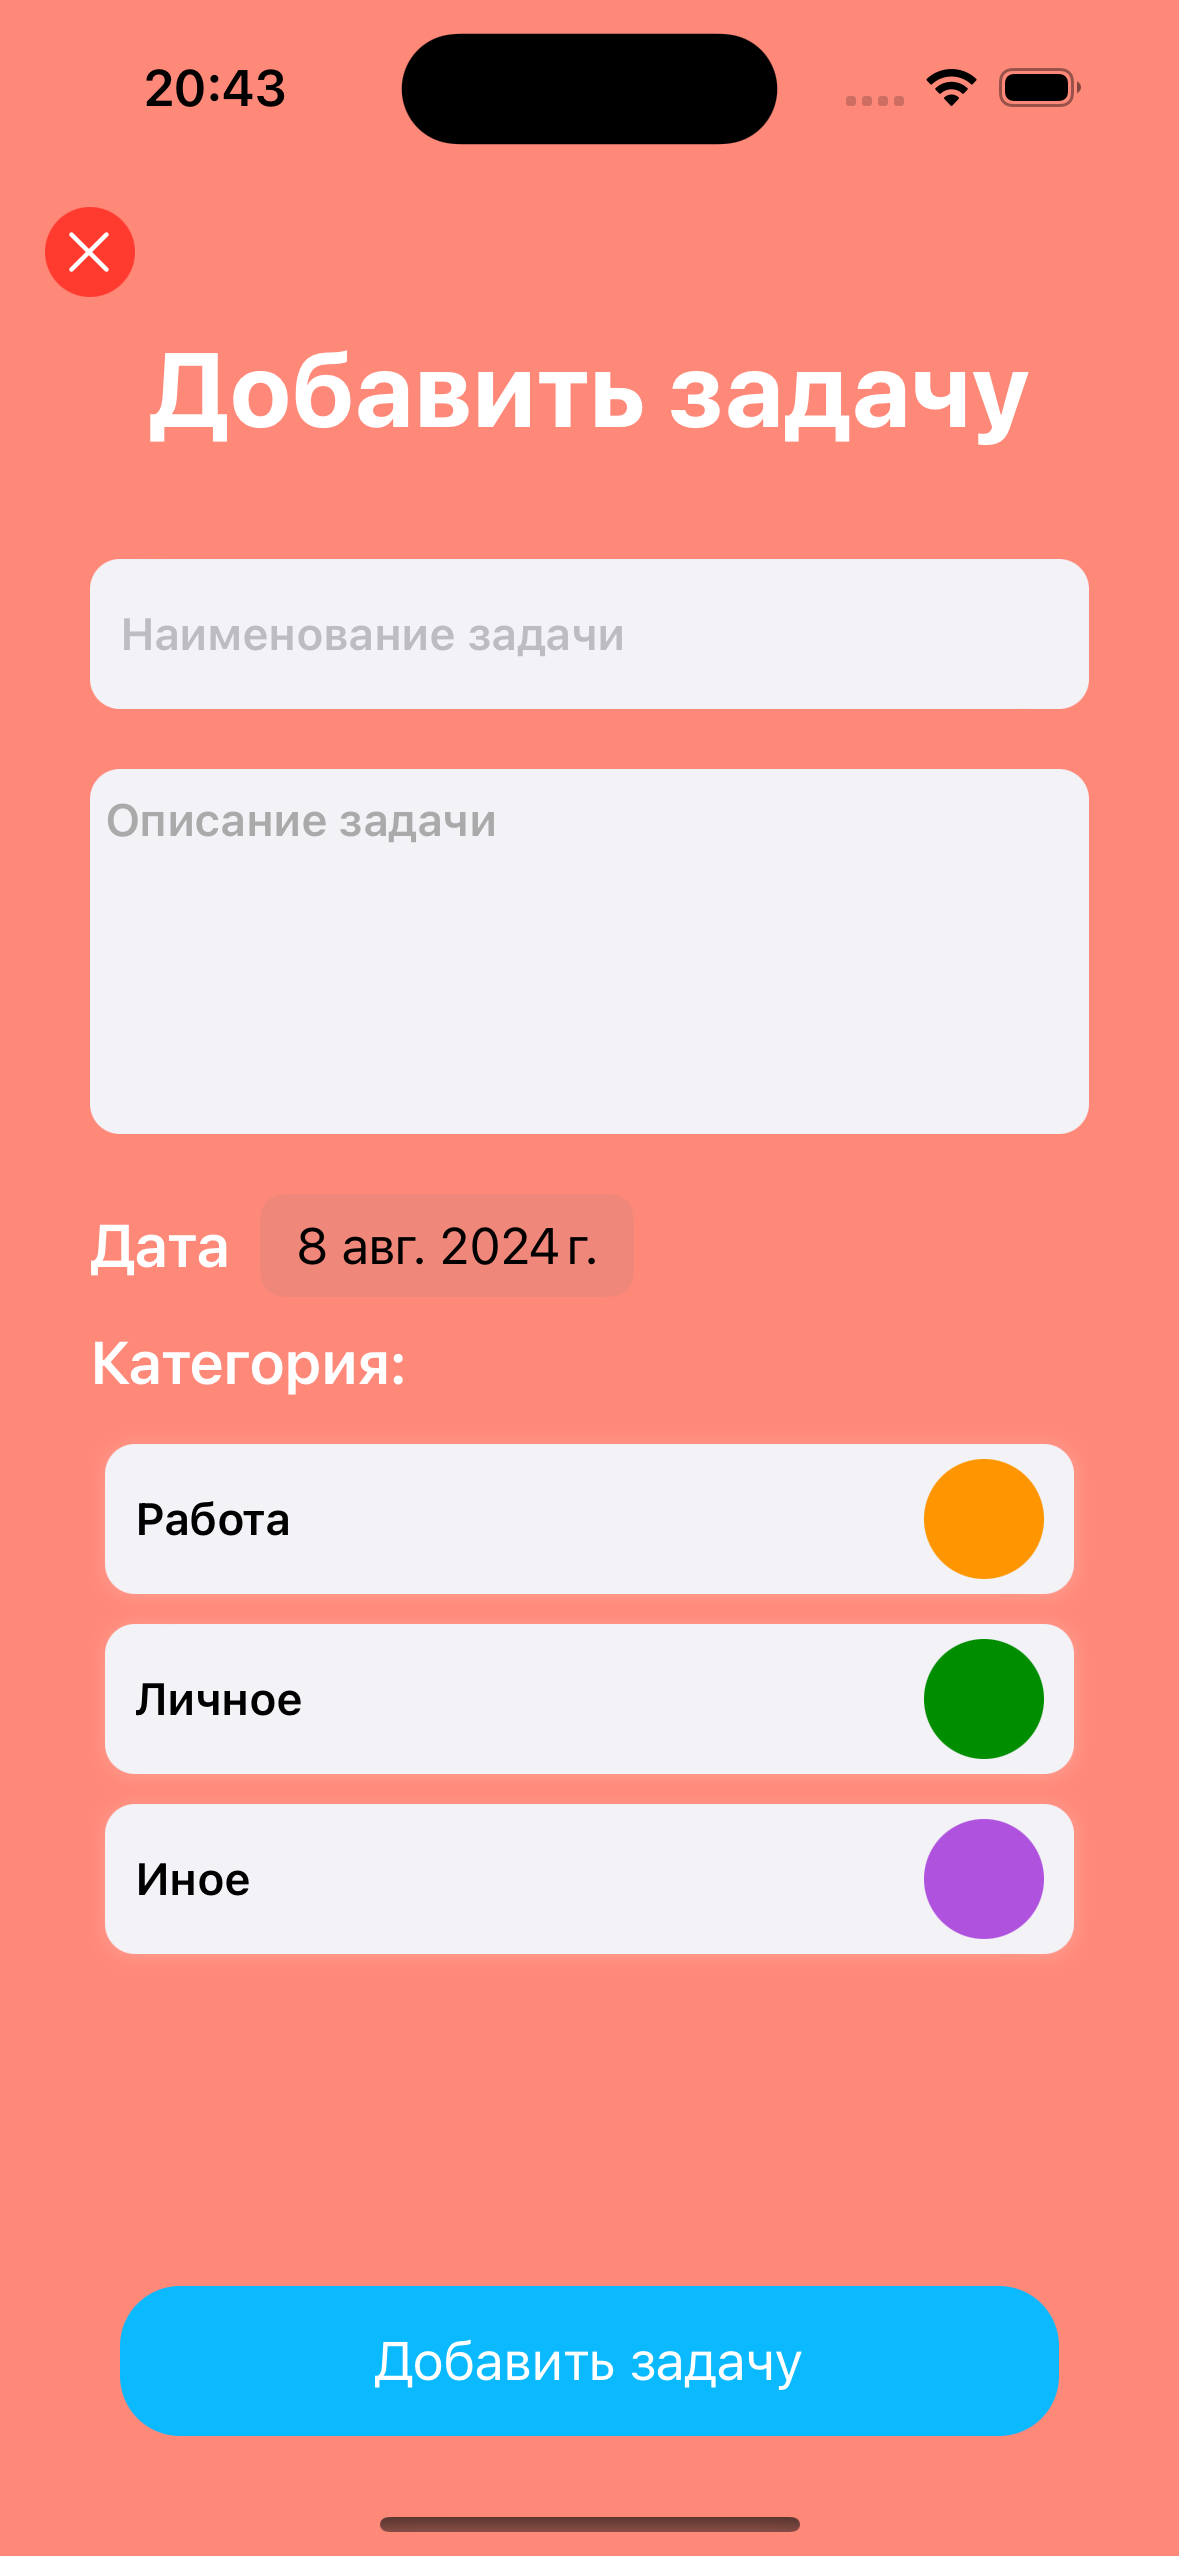 20:43
Добавить задачу
Наименование задачи
Описание задачи
Дата 8 авг. 2024 г.
Категория:
Работа
Личное
Иное
Добавить задачу